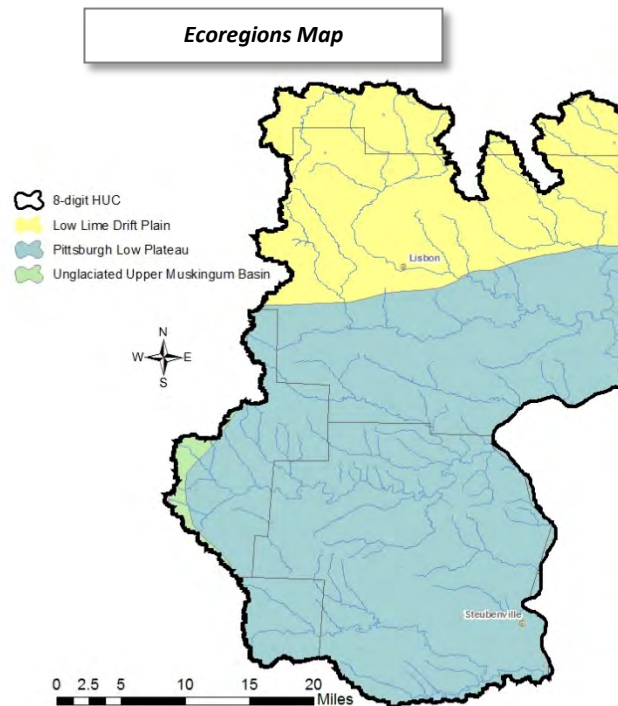 Ecoregions Map
8-digit HUC
Low Lime Drift Plain
Pittsburgh Low Plateau
Unglaciated Upper Muskingum Basin
Lisbon
N
W E
S
Steubenville
0 2.5 5 10 15 20
Miles